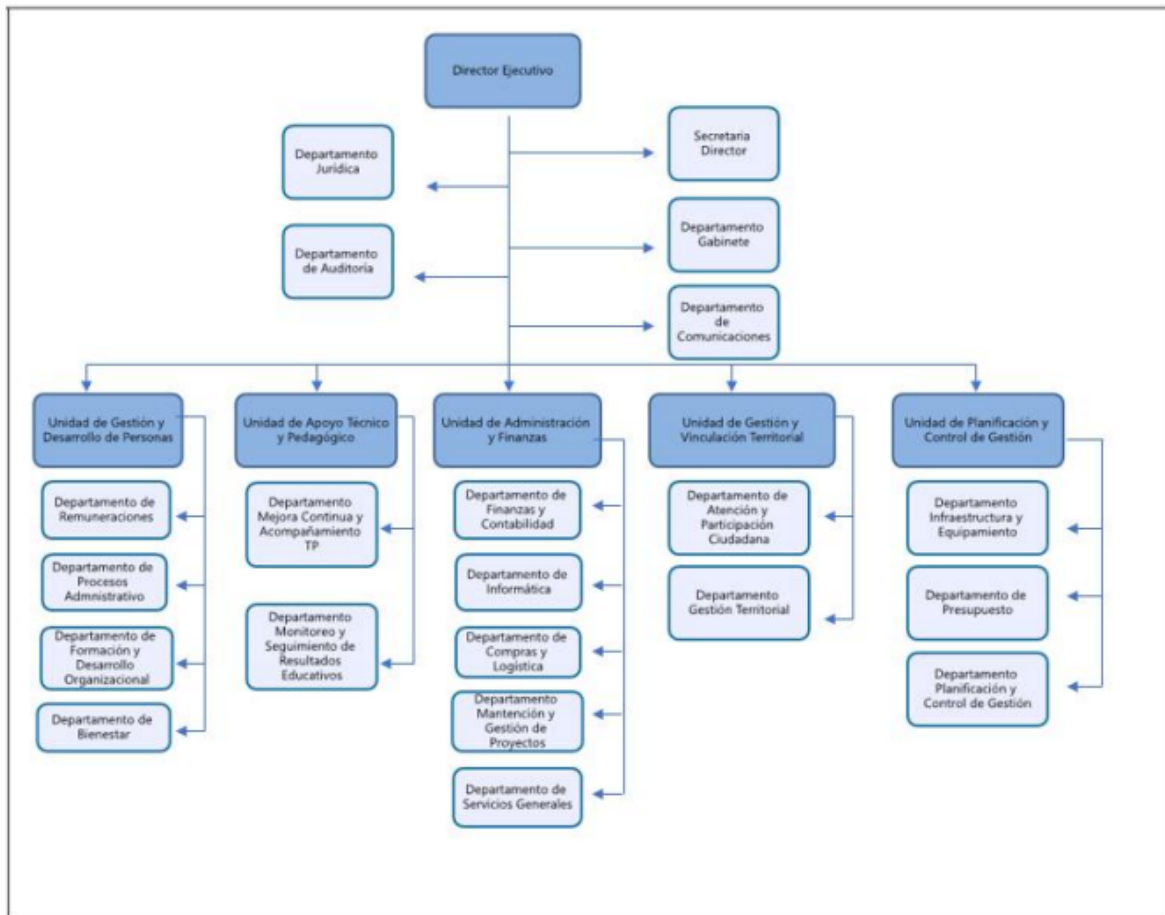 Director Ejecutivo
Departamento
Jurídica
Secretaria
Director
Departamento
de Auditoría
Departamento
Gabinete
Departamento
de
Comunicaciones
Unidad de Gestión y
Desarrollo de Personas
Departamento de
Remuneraciones
Departamento de
Procesos
Admnistrativo
Departamento de
Formación y
Desarrollo
Organizacional
Departamento de
Bienestar
Unidad de Apoyo Técnico
y Pedagógico
Departamento
Mejora Continua y
Acompañamiento
TP
Departamento
Monitoreo y
Seguimiento de
Resultados
Educativos
Unidad de Administración
y Finanzas
Departamento de
Finanzas y
Contabilidad
Departamento de
Informática
Departamento de
Compras y
Logística
Departamento
Mantención y
Gestión de
Proyectos
Departamento de
Servicios Generales
Unidad de Gestión y
Vinculación Territorial
Departamento de
Atención y
Participación
Ciudadana
Departamento
Gestión Territorial
Unidad de Planificación y
Control de Gestión
Departamento
Infraestructura y
Equipamiento
Departamento de
Presupuesto
Departamento
Planificación y
Control de Gestión